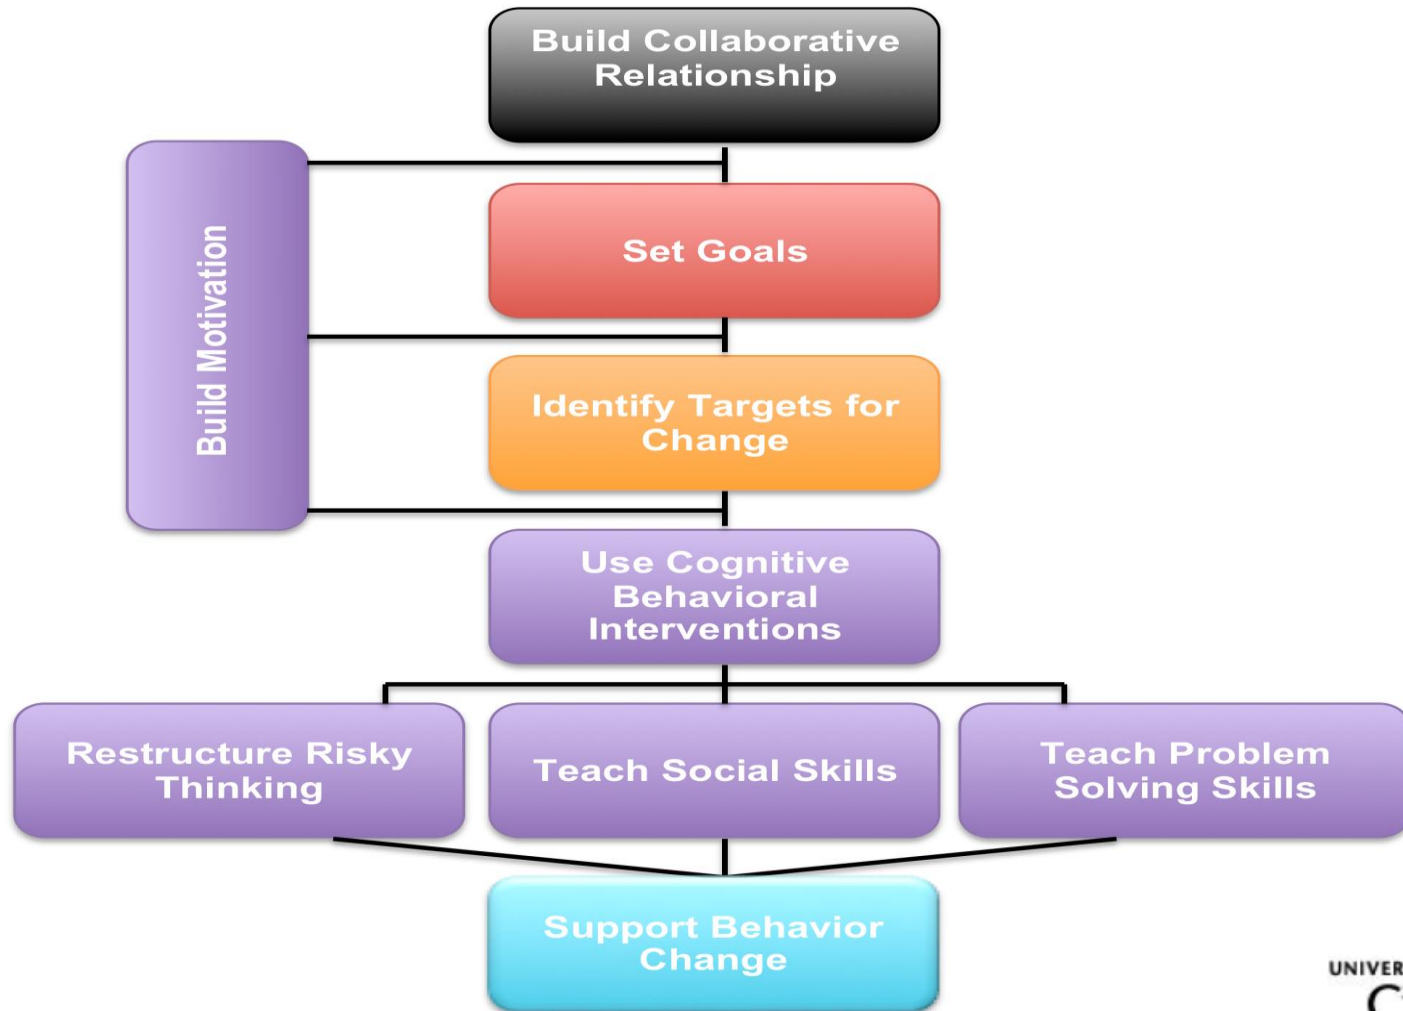 Build Collaborative
Relationship
Build Motivation
Set Goals
Identify Targets for
Change
Use Cognitive
Behavioral
Interventions
Restructure Risky
Thinking
Teach Social Skills
Teach Problem
Solving Skills
Support Behavior
Change